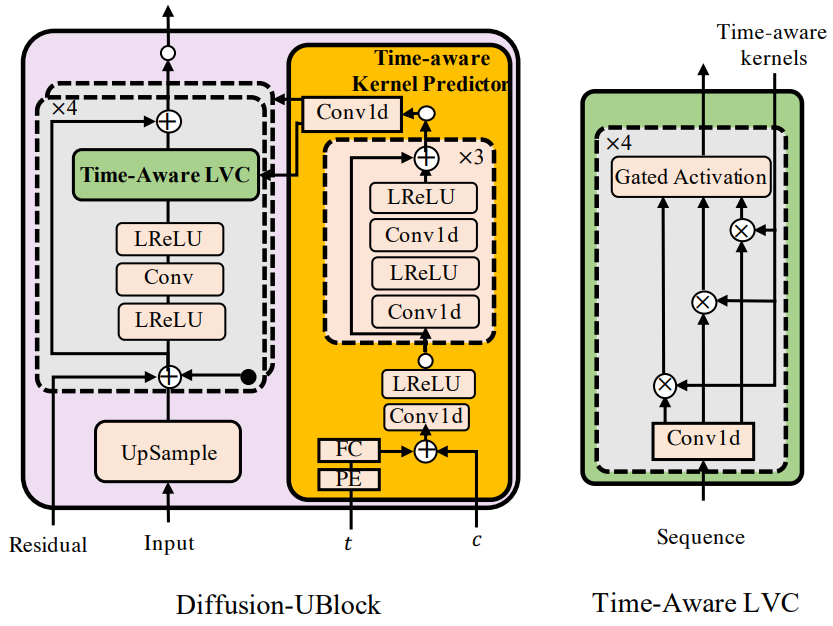 Time-aware
Kernel Predictor
×4
Conv1d
×3
Time-Aware LVC
LReLU
Conv1d
LReLU
Conv
LReLU
LReLU
Conv1d
LReLU
Conv1d
UpSample
FC
PE
Residual
Input
t
c
Diffusion-UBlock
Time-aware
kernels
×4
Gated Activation
×
×
×
Conv1d
Sequence
Time-Aware LVC